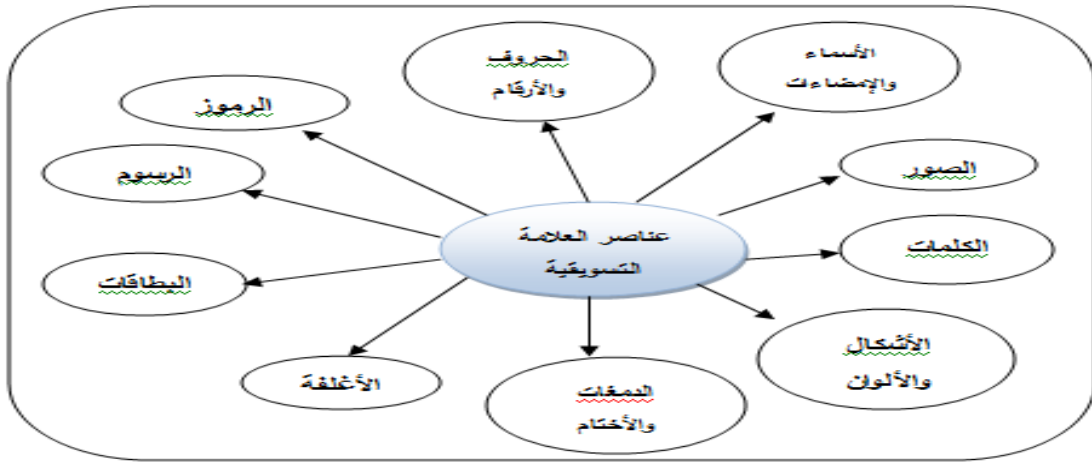 الأسماء
والإمضاءات
الحروف
والأرقام
الرموز
الصور
الرسوم
الكلمات
عناصر العلامة
التسويقية
البطاقات
الأشكال
والألوان
الأغلفة
الدمغات
والأختام